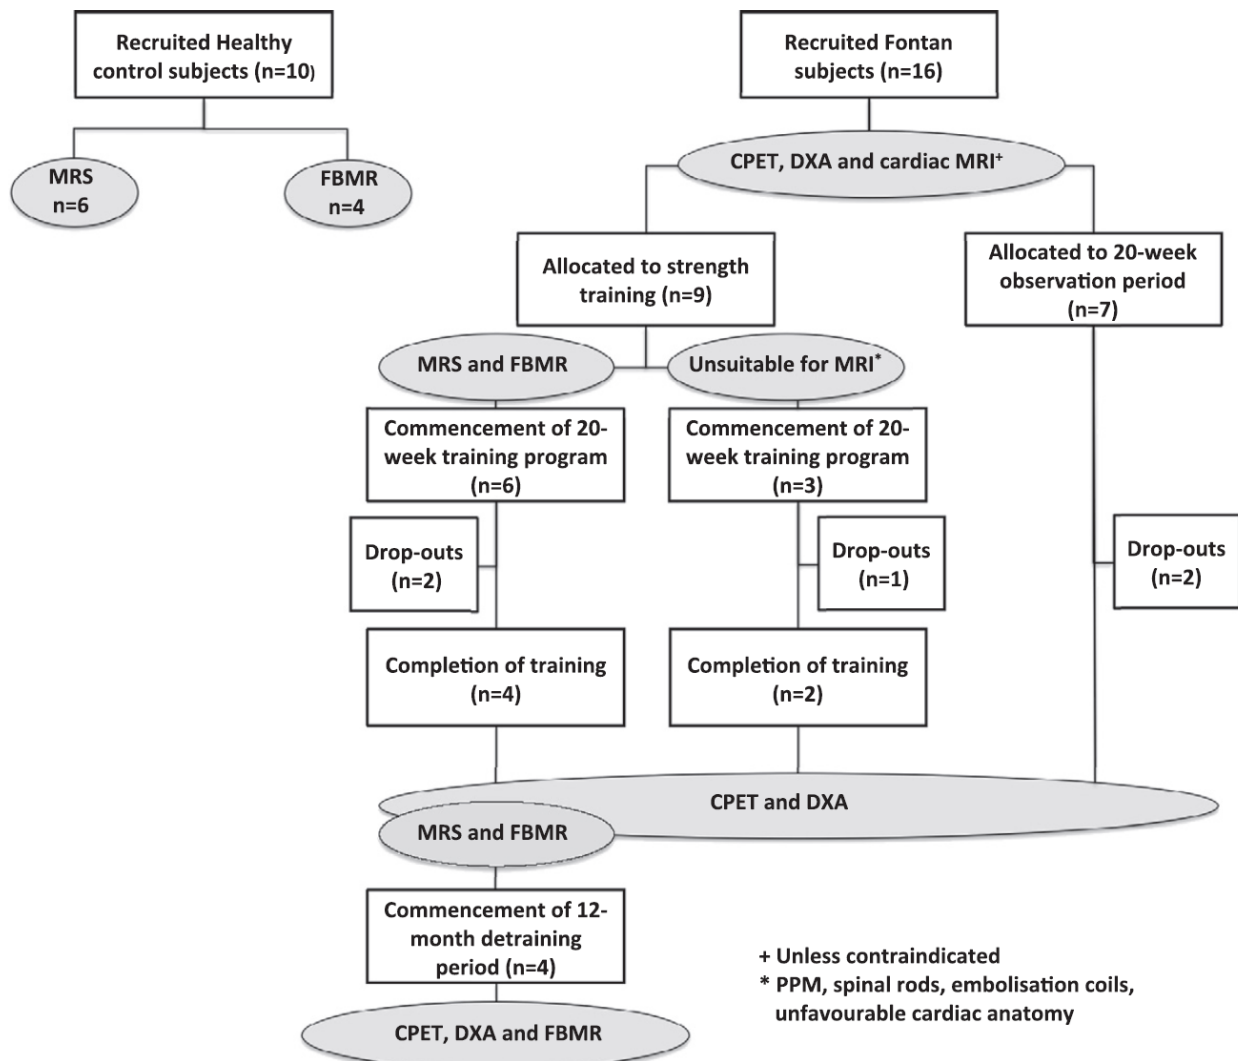 Recruited Healthy
control subjects (n=10)
MRS
n=6
FBMR
n=4
Recruited Fontan
subjects (n=16)
CPET, DXA and cardiac MRI+
Allocated to strength
training (n=9)
Allocated to 20-week
observation period
(n=7)
MRS and FBMR
Unsuitable for MRI*
Commencement of 20-
week training program
(n=6)
Commencement of 20-
week training program
(n=3)
Drop-outs
(n=2)
Drop-outs
(n=1)
Drop-outs
(n=2)
Completion of training
(n=4)
Completion of training
(n=2)
CPET and DXA
MRS and FBMR
Commencement of 12-
month detraining
period (n=4)
CPET, DXA and FBMR
+ Unless contraindicated
* PPM, spinal rods, embolisation coils,
unfavourable cardiac anatomy